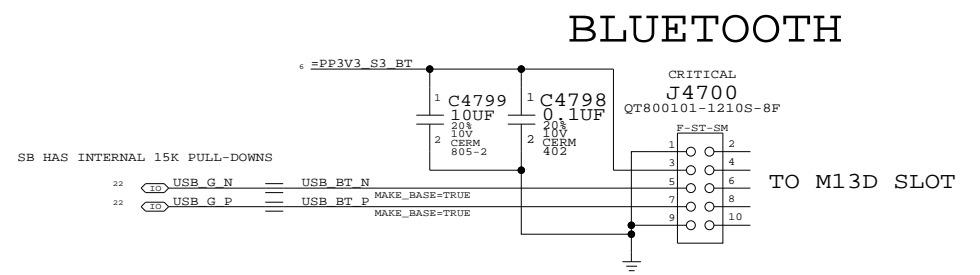 BLUETOOTH
6 =PP3V3_S3_BT
CRITICAL
J4700
QT800101-1210S-8F
F-ST-SM
1 C4799
10UF
20%
10V
2 CERM
805-2
1 C4798
0.1UF
20%
10V
2 CERM
402
1 2
3 4
5 6
7 8
9 10
TO M13D SLOT
SB HAS INTERNAL 15K PULL-DOWNS
22 IO USB_G_N USB_BT_N
MAKE_BASE=TRUE
22 IO USB_G_P USB_BT_P
MAKE_BASE=TRUE